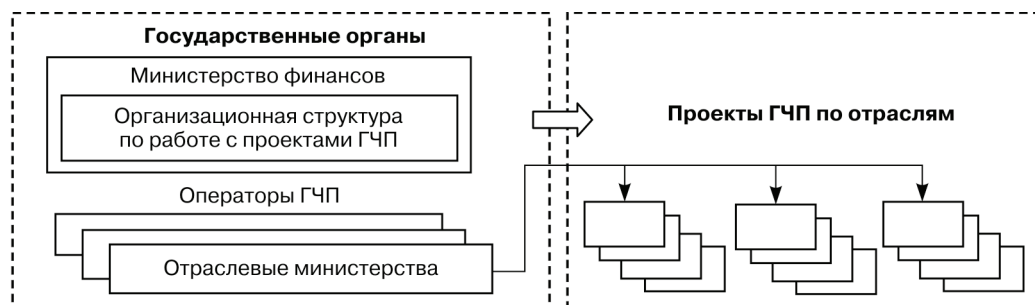 Государственные органы
Министерство финансов
Организационная структура
по работе с проектами ГЧП
Операторы ГЧП
Отраслевые министерства
Проекты ГЧП по отраслям